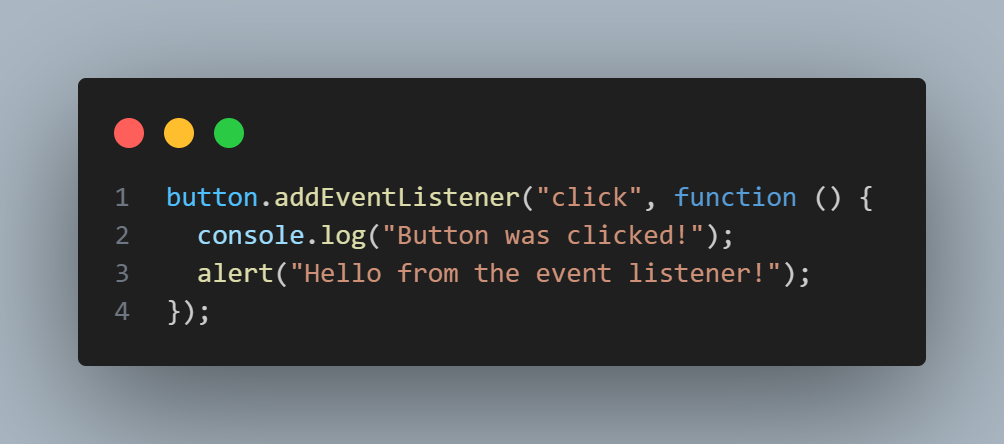 1 button.addEventListener("click", function () {
2   console.log("Button was clicked!");
3   alert("Hello from the event listener!");
4 });